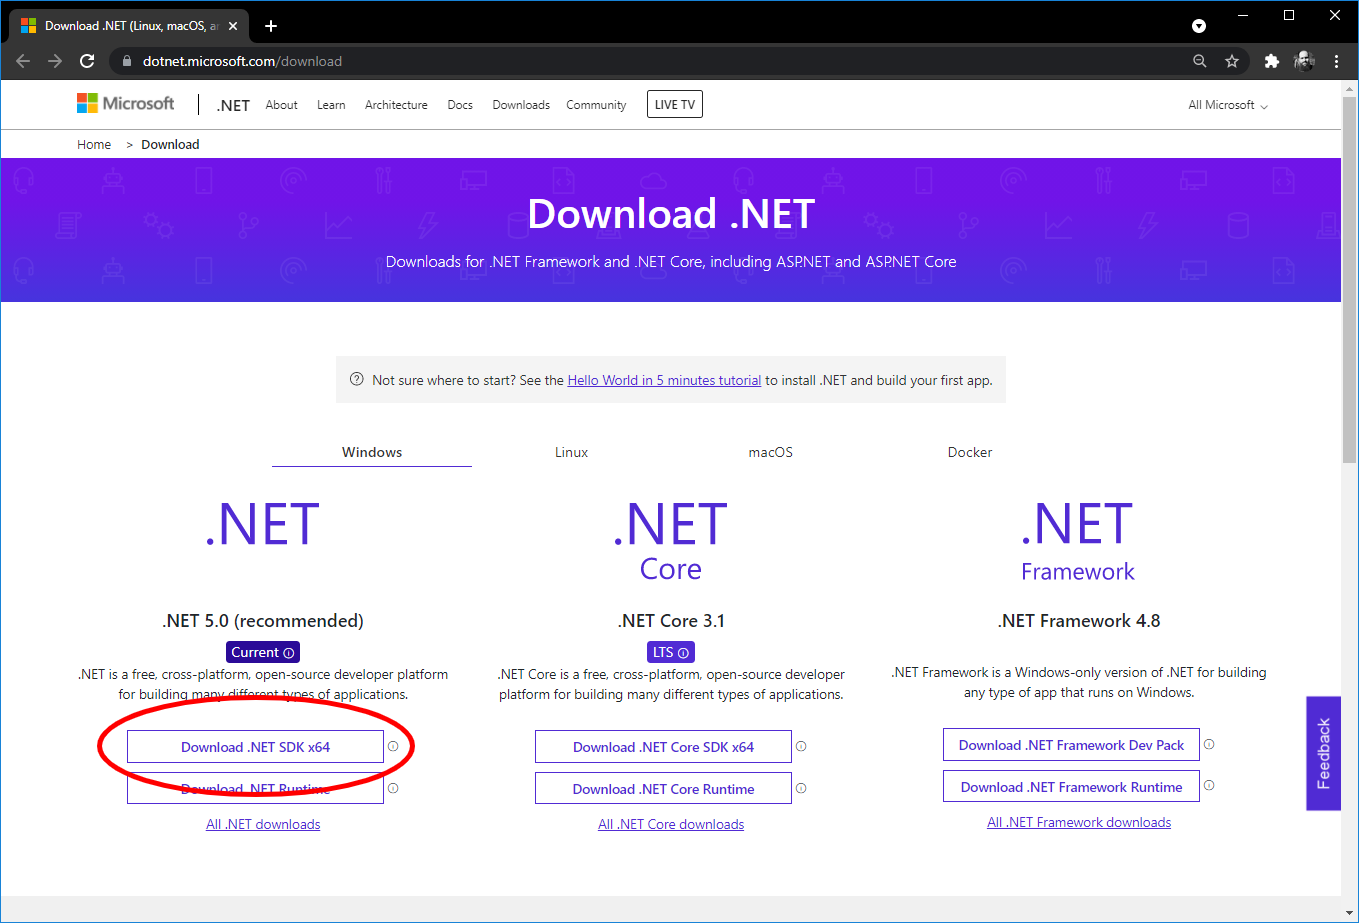 Download .NET (Linux, macOS, an
dotnet.microsoft.com/download
Microsoft
.NET About Learn Architecture Docs Downloads Community LIVE TV All Microsoft
Home > Download
Download .NET
Downloads for .NET Framework and .NET Core, including ASP.NET and ASP.NET Core
Not sure where to start? See the Hello World in 5 minutes tutorial to install .NET and build your first app.
Windows Linux macOS Docker
.NET
.NET 5.0 (recommended)
Current
.NET is a free, cross-platform, open-source developer platform
for building many different types of applications.
Download .NET SDK x64
Download .NET Runtime
All .NET downloads
.NET
Core
.NET Core 3.1
LTS
.NET Core is a free, cross-platform, open-source developer
platform for building many different types of applications.
Download .NET Core SDK x64
Download .NET Core Runtime
All .NET Core downloads
.NET
Framework
.NET Framework 4.8
.NET Framework is a Windows-only version of .NET for building
any type of app that runs on Windows.
Download .NET Framework Dev Pack
Download .NET Framework Runtime
All .NET Framework downloads
Feedback